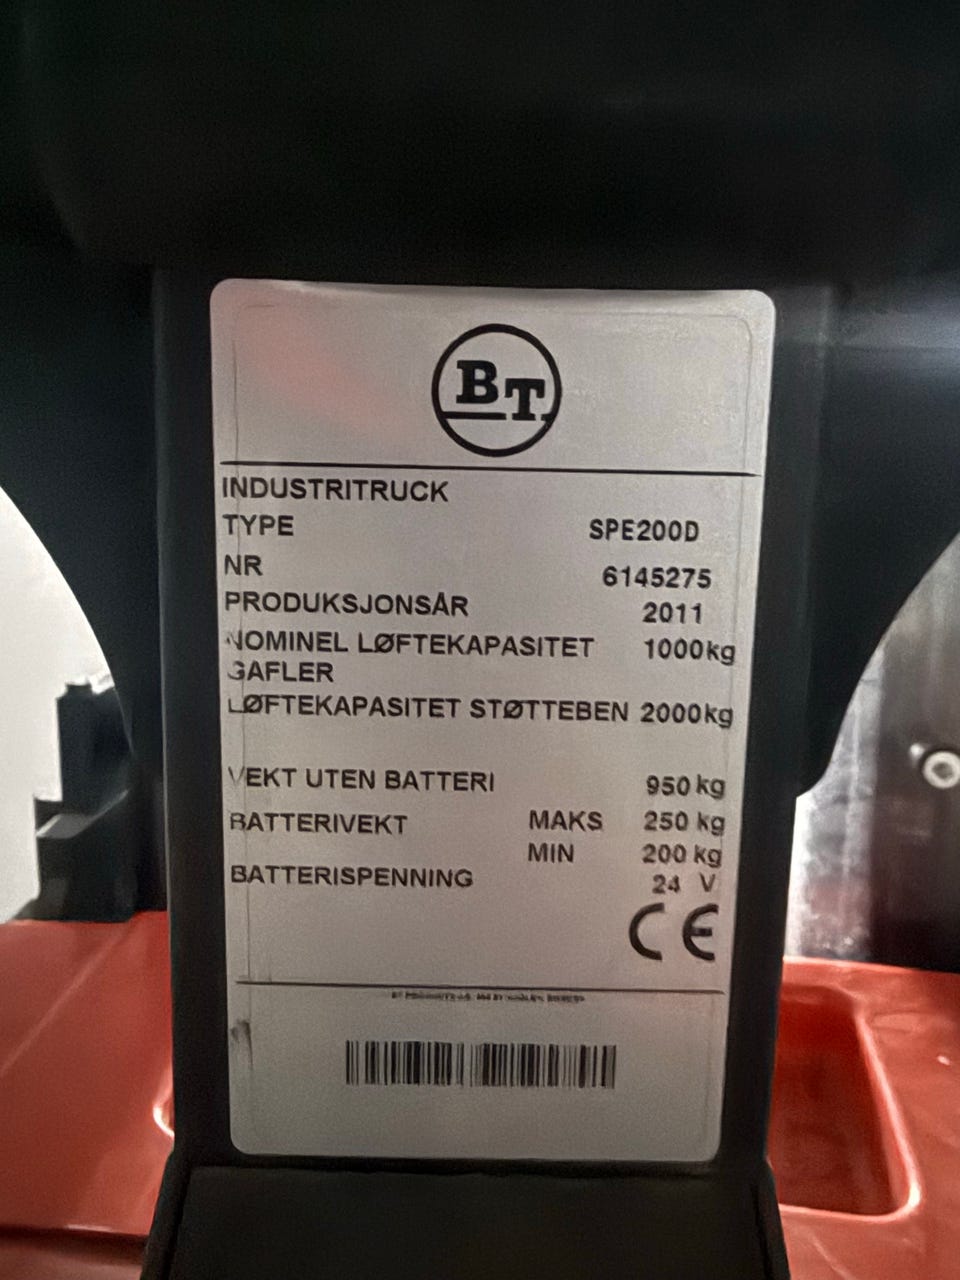 BT
INDUSTRITRUCK
TYPE SPE200D
NR 6145275
PRODUKSJONSÅR 2011
NOMINEL LØFTEKAPASITET 1000kg
GAFLER
LØFTEKAPASITET STØTTEBEN 2000kg
VEKT UTEN BATTERI 950 kg
BATTERIVEKT MAKS 250 kg
MIN 200 kg
BATTERISPENNING 24 V
CE